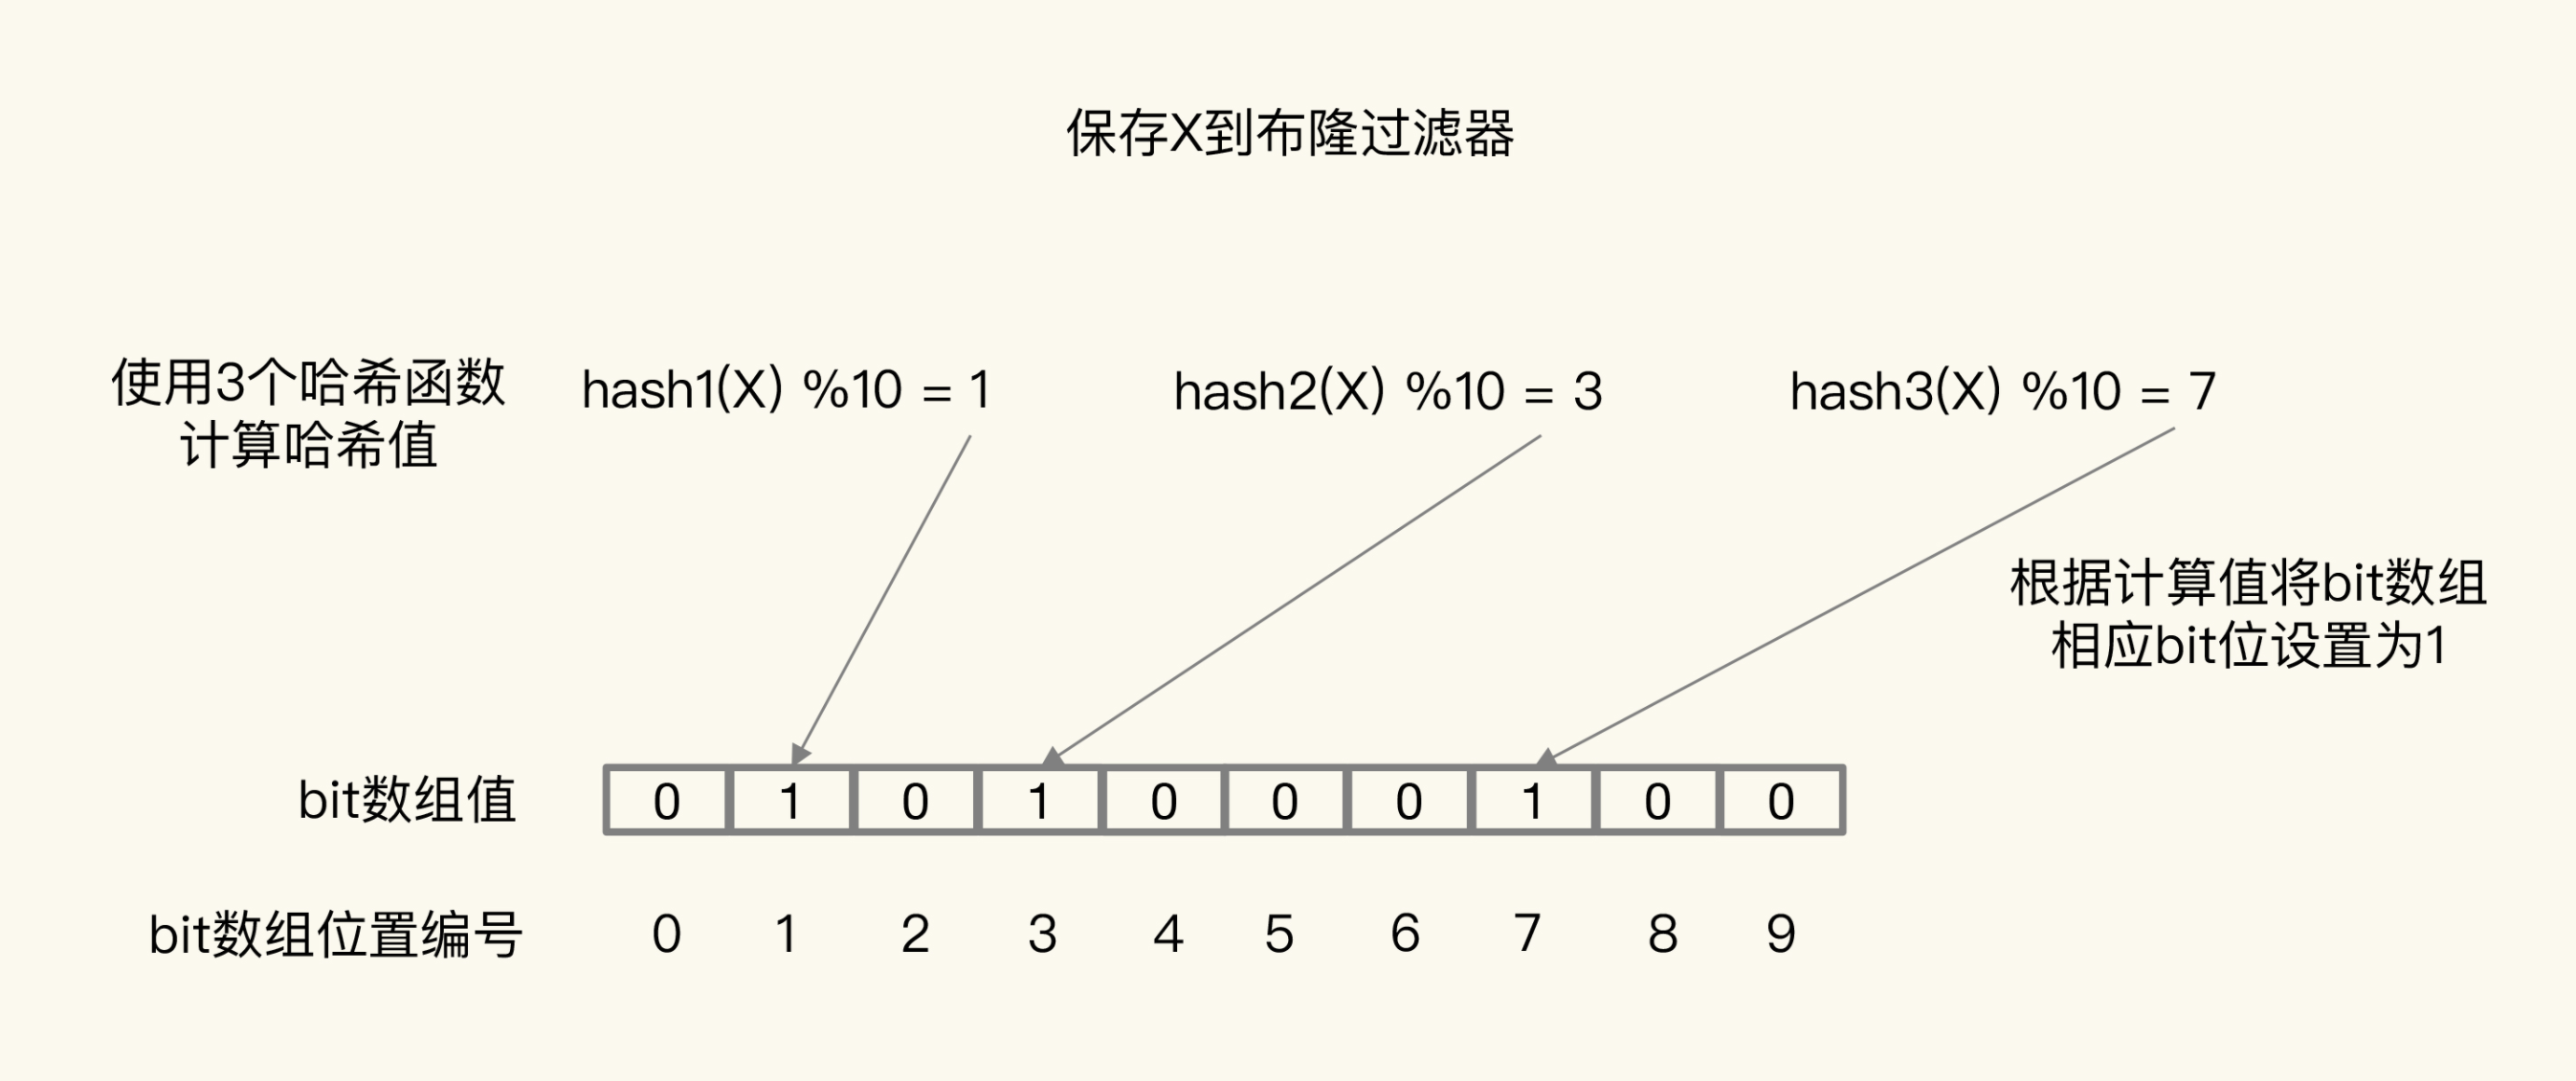 保存X到布隆过滤器
使用3个哈希函数
计算哈希值
hash1(X) %10 = 1
hash2(X) %10 = 3
hash3(X) %10 = 7
根据计算值将bit数组
相应bit位设置为1
bit数组值 0 1 0 1 0 0 0 1 0 0
bit数组位置编号 0 1 2 3 4 5 6 7 8 9